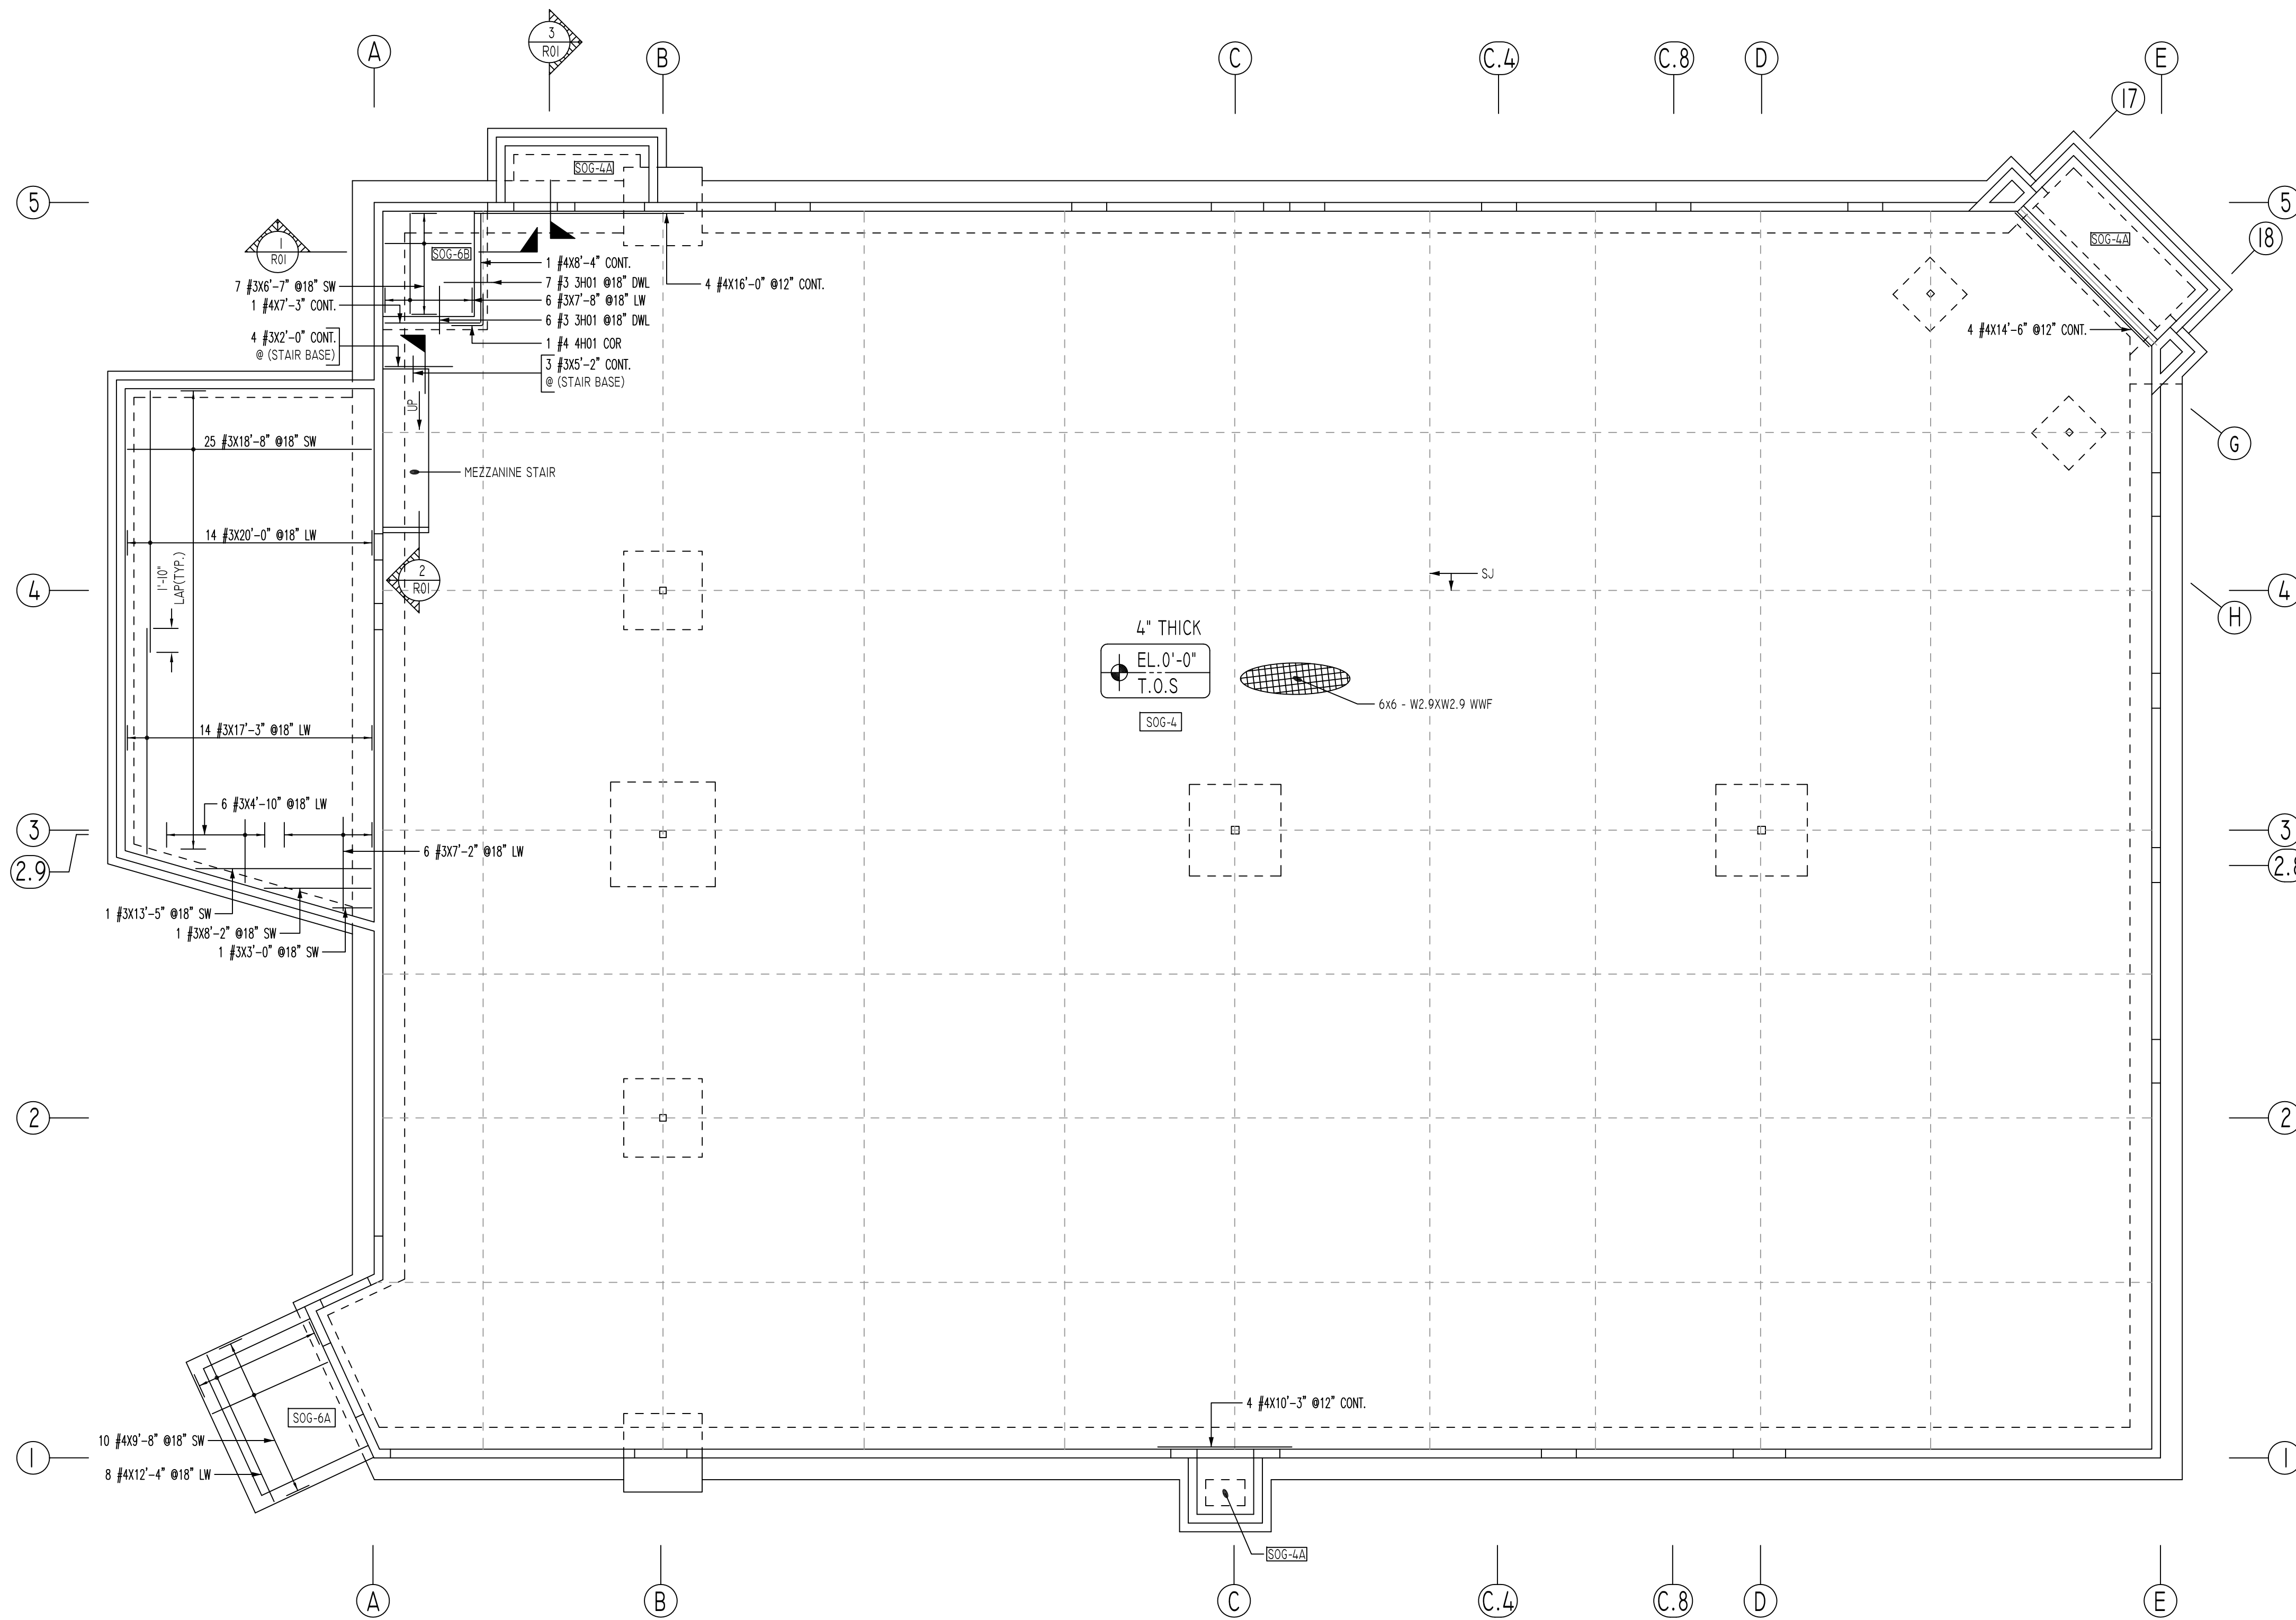 3
R01
A
B
C
C.4
C.8
D
E
17
5
SOG-4A
5
18
SOG-4A
1
R01
SOG-6B
1 #4X8'-4" CONT.
7 #3 3H01 @18" DWL
6 #3X7'-8" @18" LW
6 #3 3H01 @18" DWL
1 #4 4H01 COR
3 #3X5'-2" CONT.
@ (STAIR BASE)
4 #4X16'-0" @12" CONT.
7 #3X6'-7" @18" SW
1 #4X7'-3" CONT.
4 #3X2'-0" CONT.
@ (STAIR BASE)
4 #4X14'-6" @12" CONT.
UP
G
25 #3X18'-8" @18" SW
MEZZANINE STAIR
14 #3X20'-0" @18" LW
1'-10"
LAP(TYP.)
2
R01
SJ
4
4
H
4" THICK
EL.0'-0"
T.O.S
SOG-4
6x6 - W2.9XW2.9 WWF
14 #3X17'-3" @18" LW
6 #3X4'-10" @18" LW
3
3
2.9
2.8
6 #3X7'-2" @18" LW
1 #3X13'-5" @18" SW
1 #3X8'-2" @18" SW
1 #3X3'-0" @18" SW
2
2
4 #4X10'-3" @12" CONT.
SOG-6A
10 #4X9'-8" @18" SW
8 #4X12'-4" @18" LW
1
1
SOG-4A
A
B
C
C.4
C.8
D
E